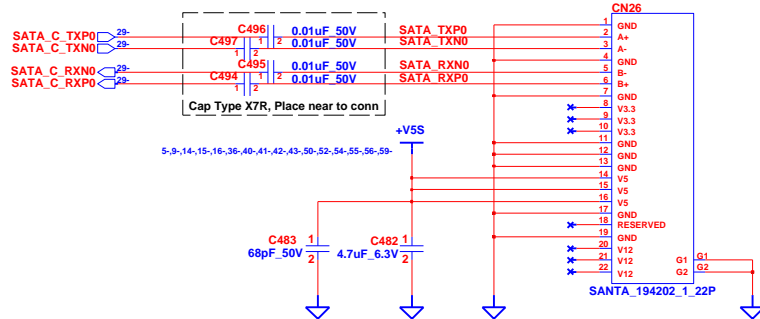 CN26
C496
SATA_C_TXP0 29- 1 2 0.01uF_50V SATA_TXP0
C497
SATA_C_TXN0 29- 1 2 0.01uF_50V SATA_TXN0
C495
SATA_C_RXN0 29- 1 2 0.01uF_50V SATA_RXN0
C494
SATA_C_RXP0 29- 1 2 0.01uF_50V SATA_RXP0
Cap Type X7R, Place near to conn
+V5S
5-,9-,14-,15-,16-,36-,40-,41-,42-,43-,50-,52-,54-,55-,56-,59-
C483 1
68pF_50V 2
C482 1
4.7uF_6.3V 2
1 GND
2 A+
3 A-
4 GND
5 B-
6 B+
7 GND
8 V3.3
9 V3.3
10 V3.3
11 GND
12 GND
13 GND
14 V5
15 V5
16 V5
17 GND
18 RESERVED
19 GND
20 V12
21 V12
22 V12
G1 G1
G2 G2
SANTA_194202_1_22P